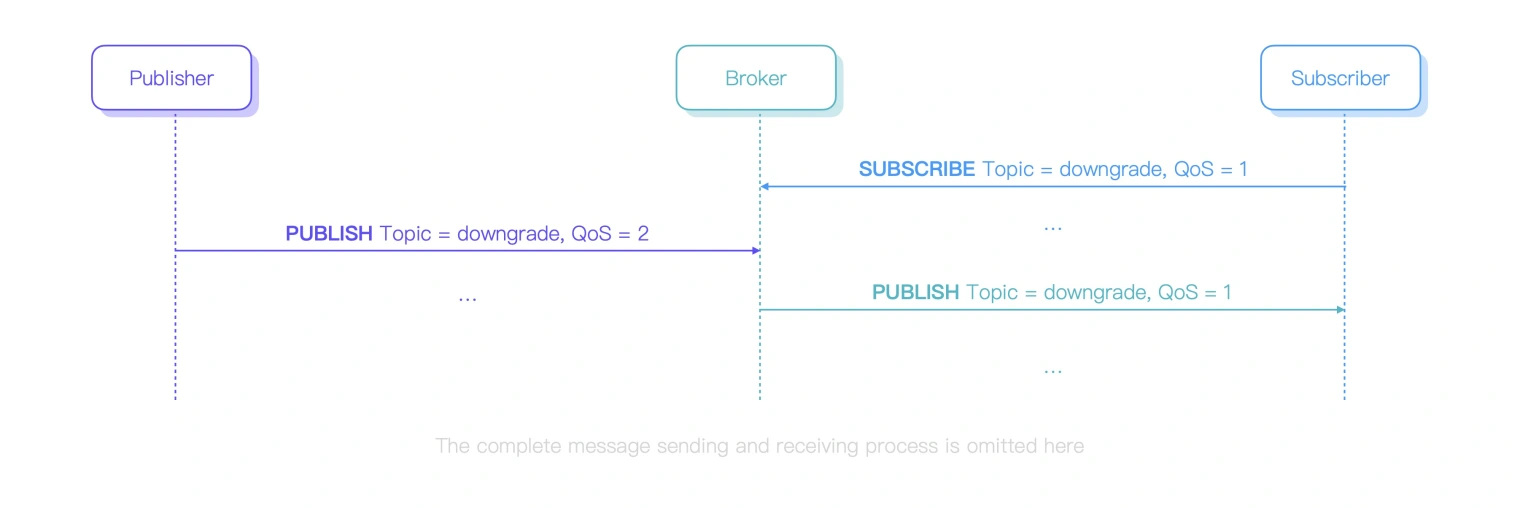 Publisher
Broker
Subscriber
SUBSCRIBE Topic = downgrade, QoS = 1
...
PUBLISH Topic = downgrade, QoS = 2
...
PUBLISH Topic = downgrade, QoS = 1
...
The complete message sending and receiving process is omitted here